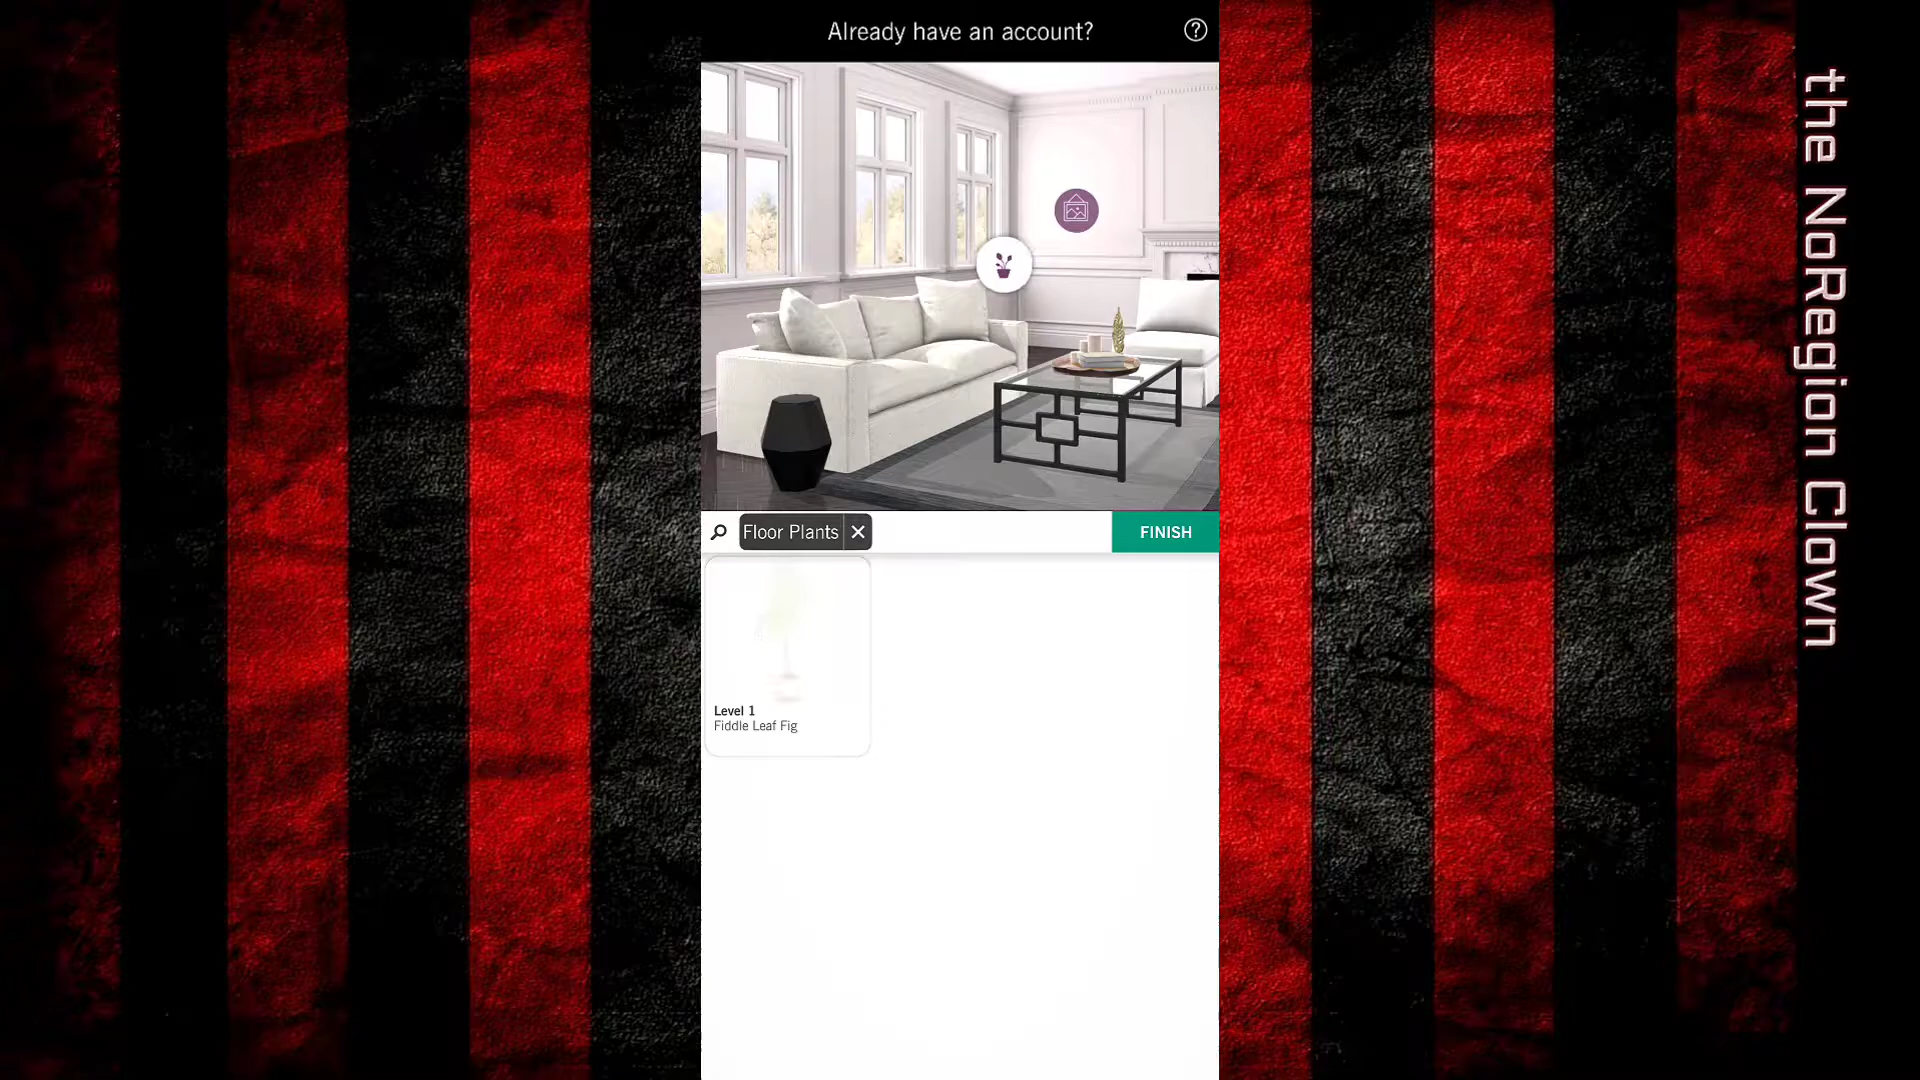 Already have an account?
Floor Plants
FINISH
Level 1
Fiddle Leaf Fig
the NoRegion Clown